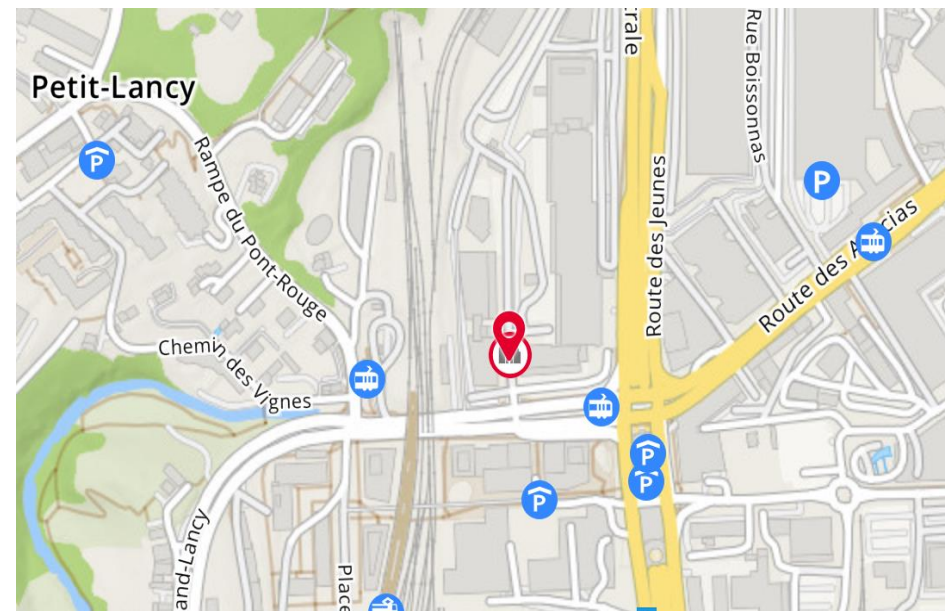 Petit-Lancy
Rampe du Pont-Rouge
Chemin des Vignes
and-Lancy
Place
rale
Route des Jeunes
Rue Boissonnas
Route des Acacias
P
P
P
P
P